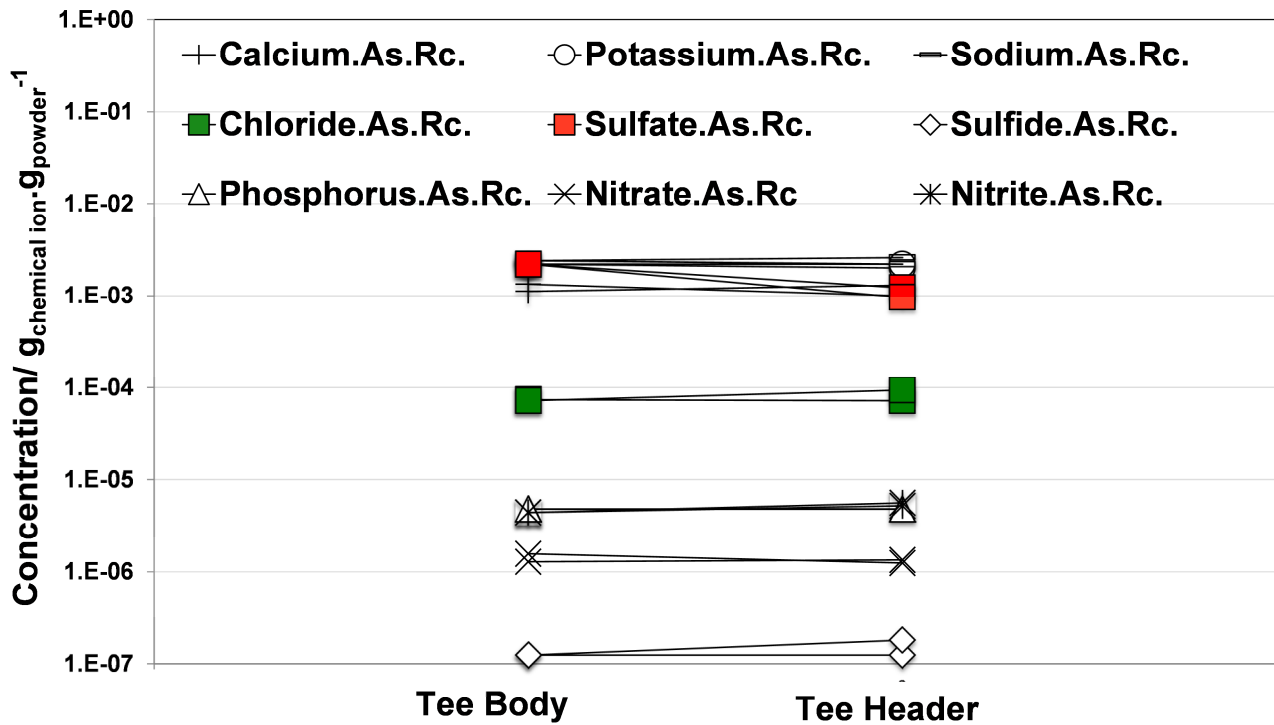 1.E+00
Calcium.As.Rc. Potassium.As.Rc. Sodium.As.Rc.
1.E-01
Chloride.As.Rc. Sulfate.As.Rc. Sulfide.As.Rc.
Phosphorus.As.Rc. Nitrate.As.Rc Nitrite.As.Rc.
1.E-02
1.E-03
1.E-04
1.E-05
1.E-06
1.E-07
Concentration/ g chemical ion.g powder-1
Tee Body Tee Header